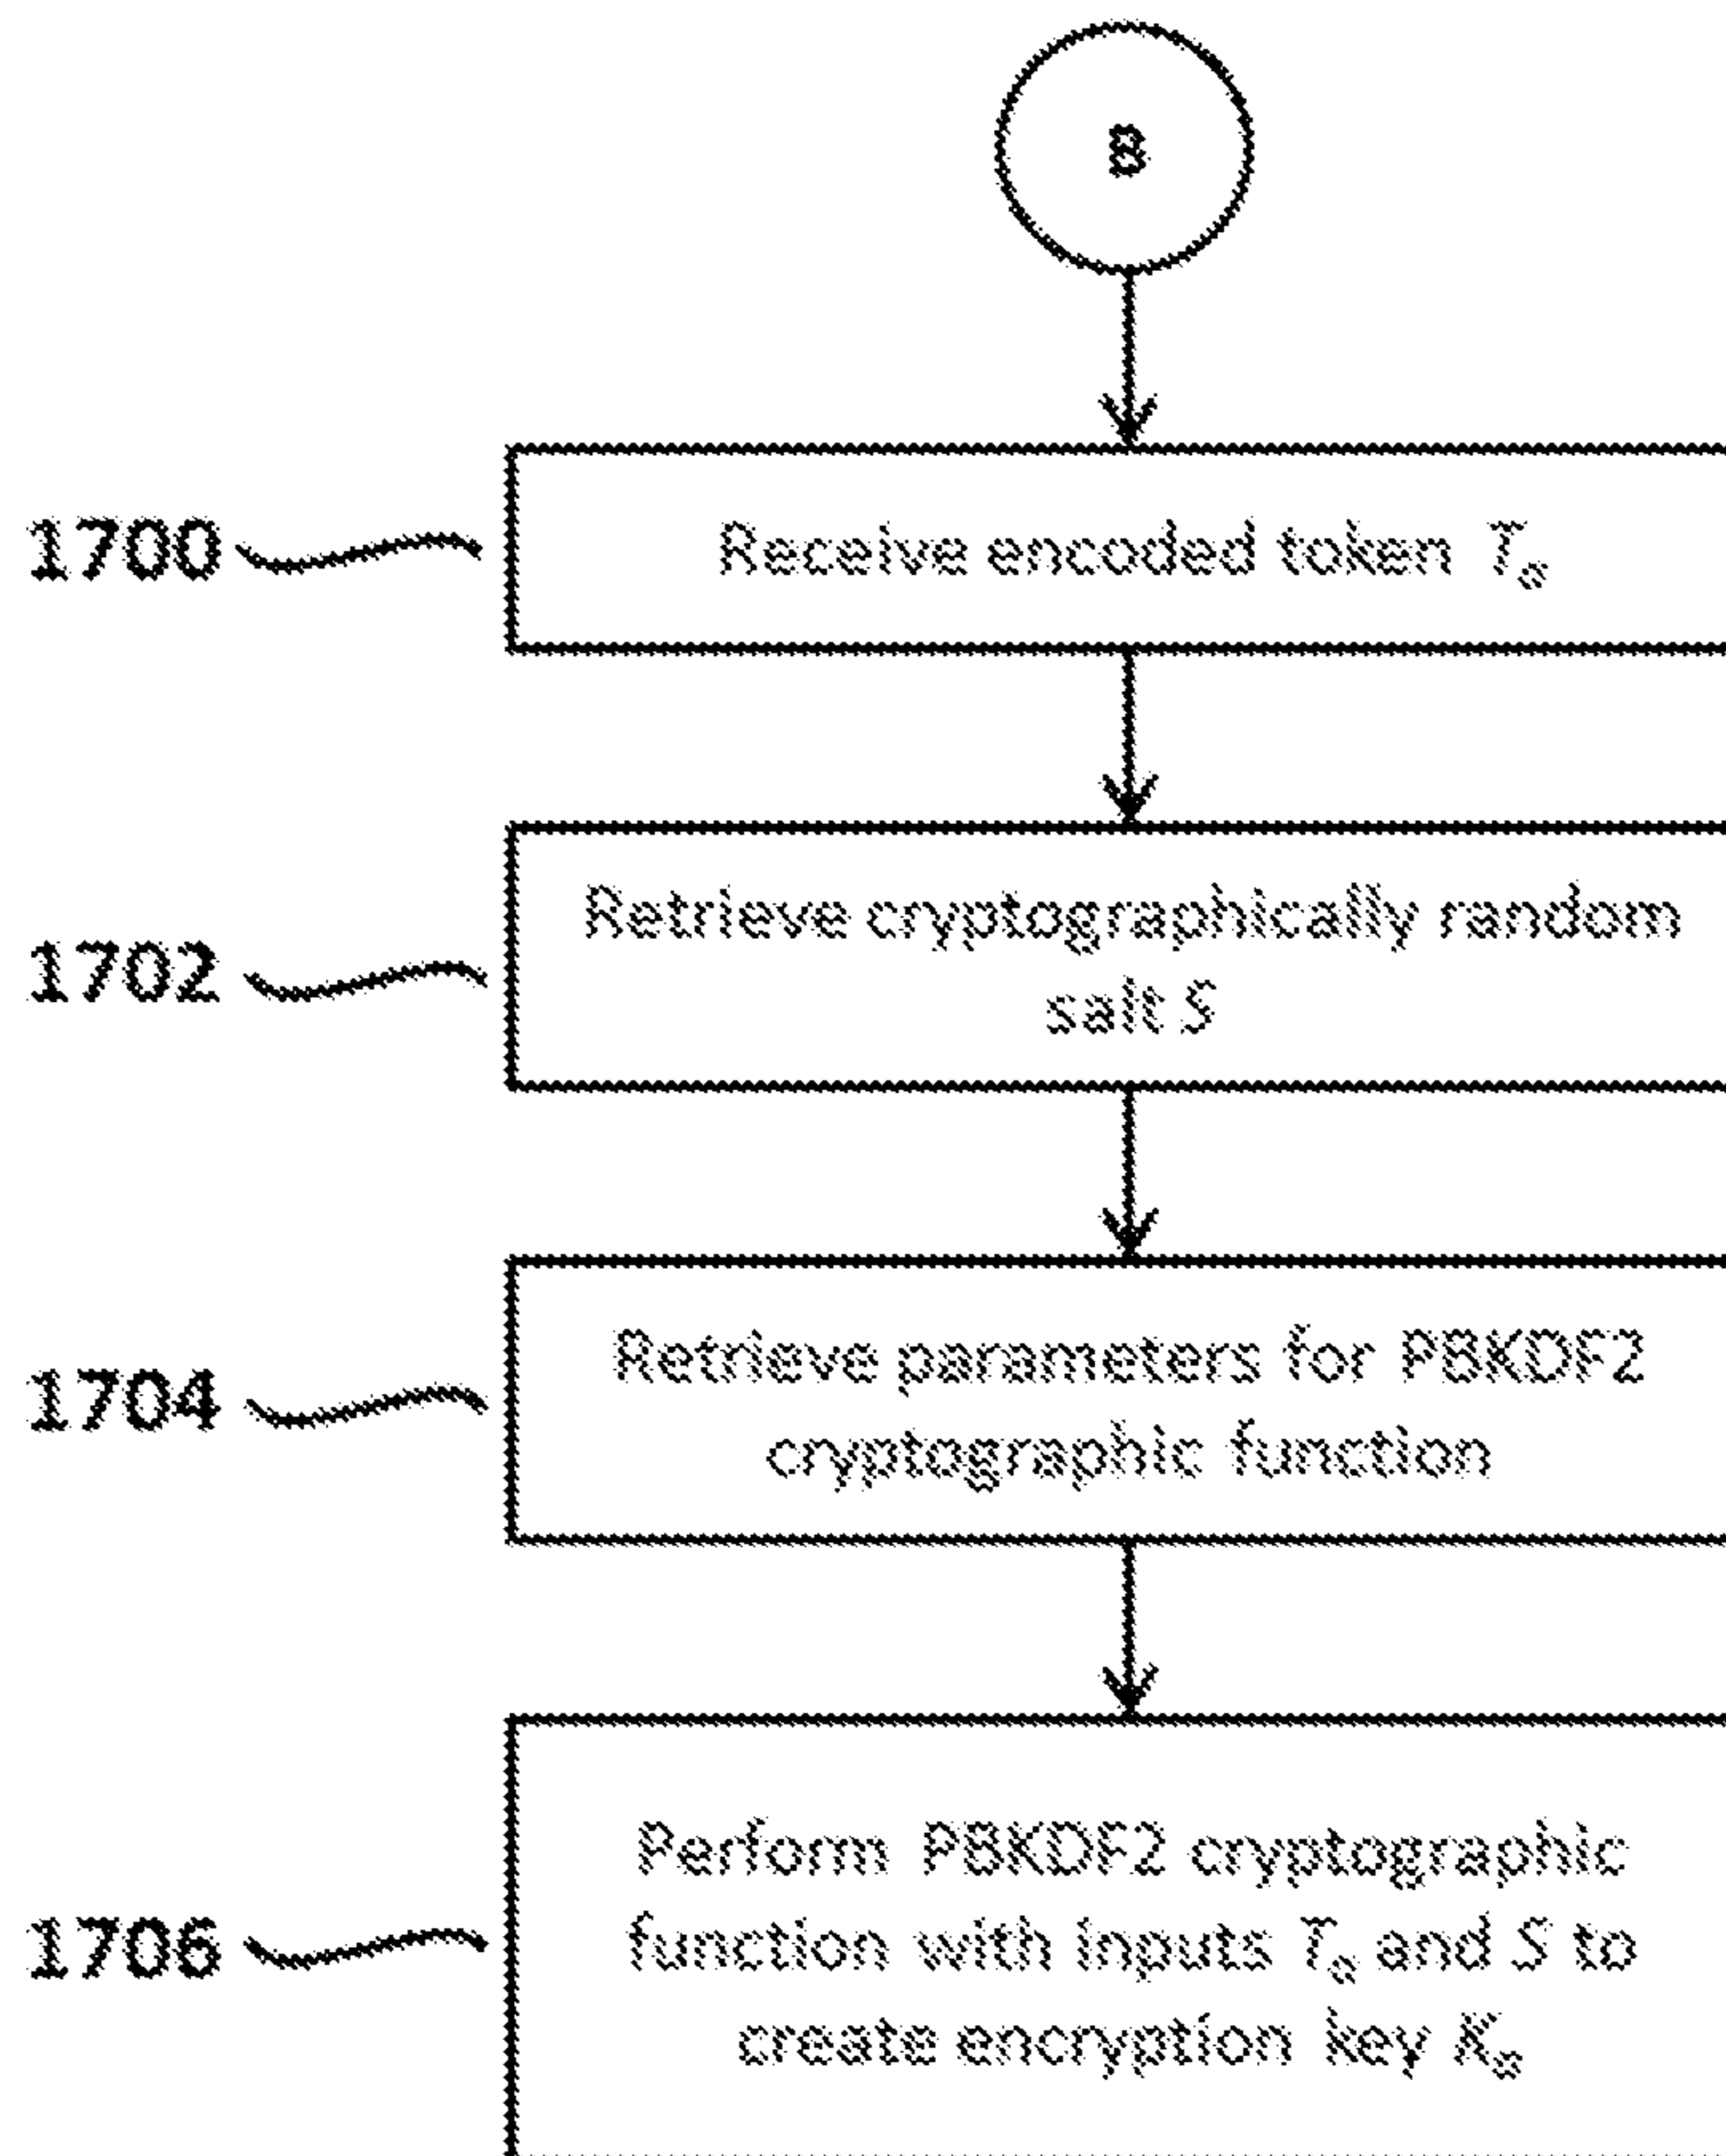 B
1700
Receive encoded token Te
1702
Retrieve cryptographically random
salt S
1704
Retrieve parameters for PBKDF2
cryptographic function
1706
Perform PBKDF2 cryptographic
function with inputs Te and S to
create encryption key Ke